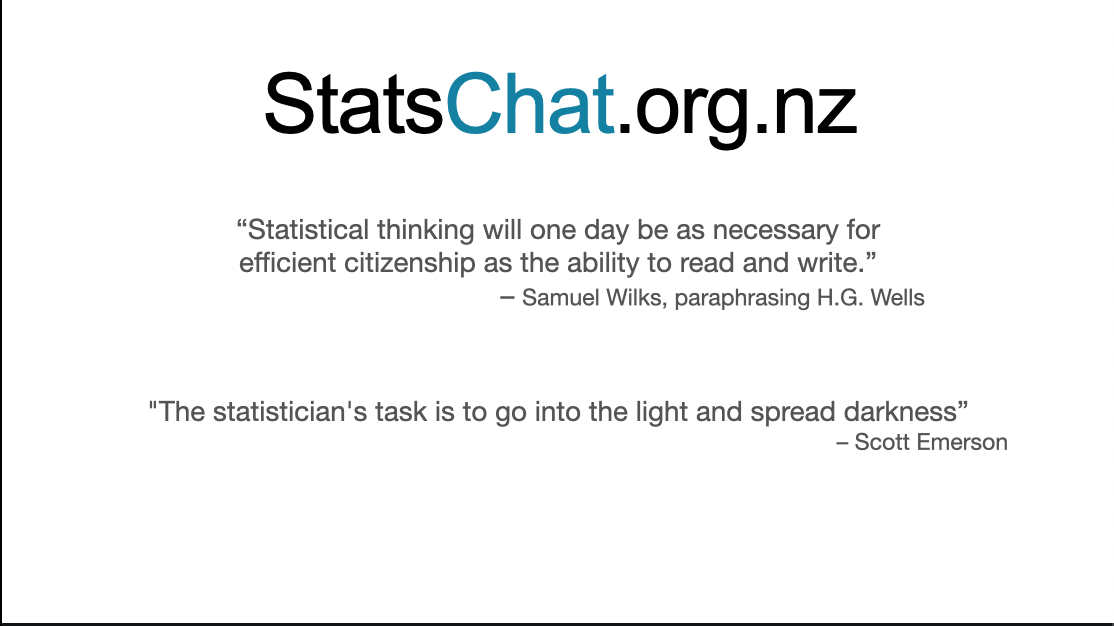 StatsChat.org.nz
“Statistical thinking will one day be as necessary for
efficient citizenship as the ability to read and write.”
– Samuel Wilks, paraphrasing H.G. Wells
"The statistician's task is to go into the light and spread darkness”
– Scott Emerson